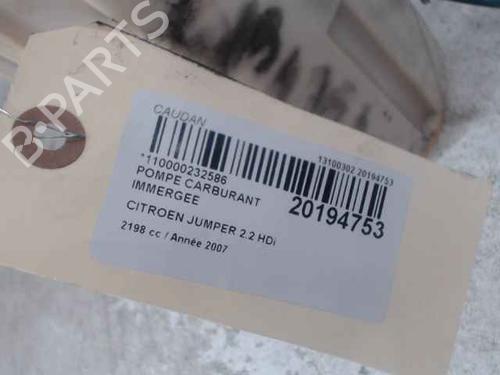 B-PARTS
CAUDAN
13100302 20194753
*110000232586
POMPE CARBURANT
IMMERGEE
20194753
CITROEN JUMPER 2.2 HDi
2198 cc / Année 2007